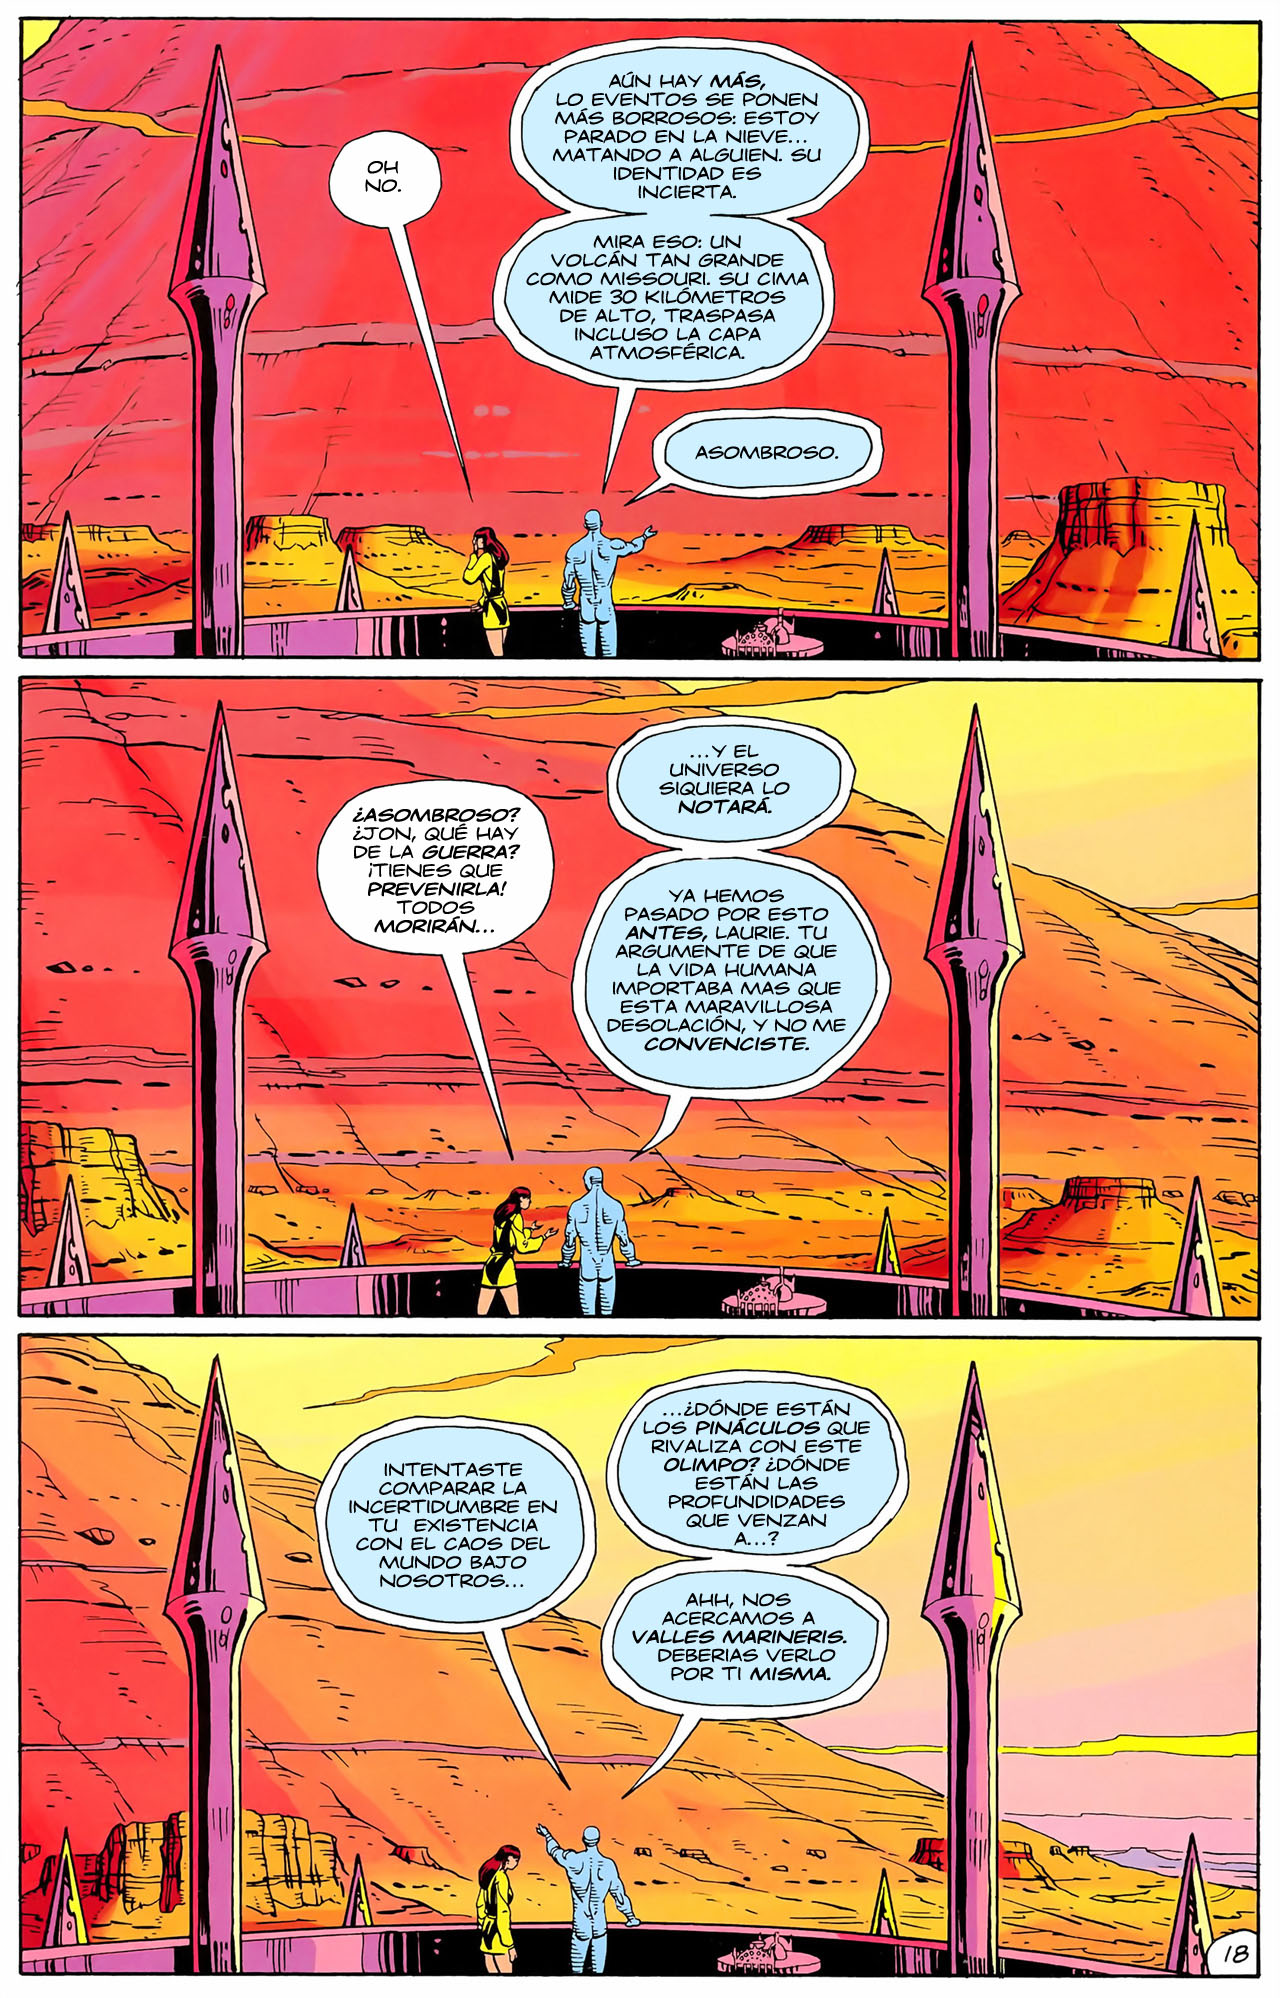 AÚN HAY MÁS,
LO EVENTOS SE PONEN
MÁS BORROSOS: ESTOY
PARADO EN LA NIEVE...
MATANDO A ALGUIEN. SU
IDENTIDAD ES
INCIERTA.
OH
NO.
MIRA ESO: UN
VOLCÁN TAN GRANDE
COMO MISSOURI. SU CIMA
MIDE 30 KILÓMETROS
DE ALTO, TRASPASA
INCLUSO LA CAPA
ATMOSFÉRICA.
ASOMBROSO.
¿ASOMBROSO?
¿JON, QUÉ HAY
DE LA GUERRA?
¡TIENES QUE
PREVENIRLA!
TODOS
MORIRÁN...
...Y EL
UNIVERSO
SIQUIERA LO
NOTARÁ.
YA HEMOS
PASADO POR ESTO
ANTES, LAURIE. TU
ARGUMENTE DE QUE
LA VIDA HUMANA
IMPORTABA MAS QUE
ESTA MARAVILLOSA
DESOLACIÓN, Y NO ME
CONVENCISTE.
INTENTASTE
COMPARAR LA
INCERTIDUMBRE EN
TU EXISTENCIA
CON EL CAOS DEL
MUNDO BAJO
NOSOTROS...
...¿DÓNDE ESTÁN
LOS PINÁCULOS QUE
RIVALIZA CON ESTE
OLIMPO? ¿DÓNDE
ESTÁN LAS
PROFUNDIDADES
QUE VENZAN
A...?
AHH, NOS
ACERCAMOS A
VALLES MARINERIS.
DEBERIAS VERLO
POR TI MISMA.
18